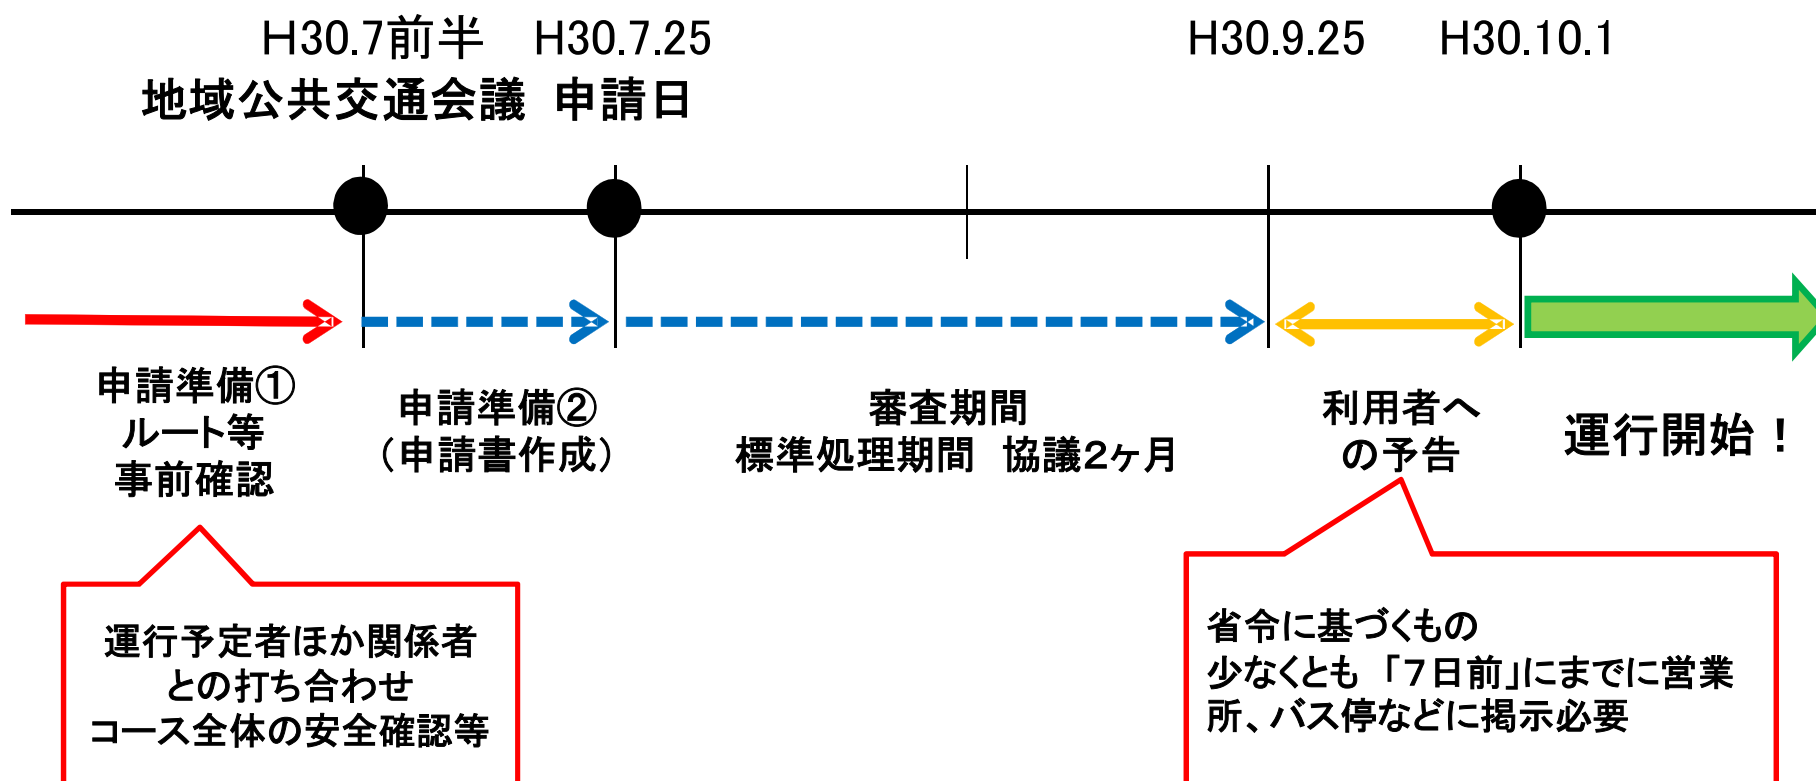 H30.7前半 H30.7.25 H30.9.25 H30.10.1
地域公共交通会議 申請日
申請準備①
ルート等
事前確認
申請準備②
（申請書作成）
審査期間
標準処理期間 協議2ヶ月
利用者へ
の予告
運行開始！
運行予定者ほか関係者
との打ち合わせ
コース全体の安全確認等
省令に基づくもの
少なくとも 「7日前」にまでに営業
所、バス停などに掲示必要